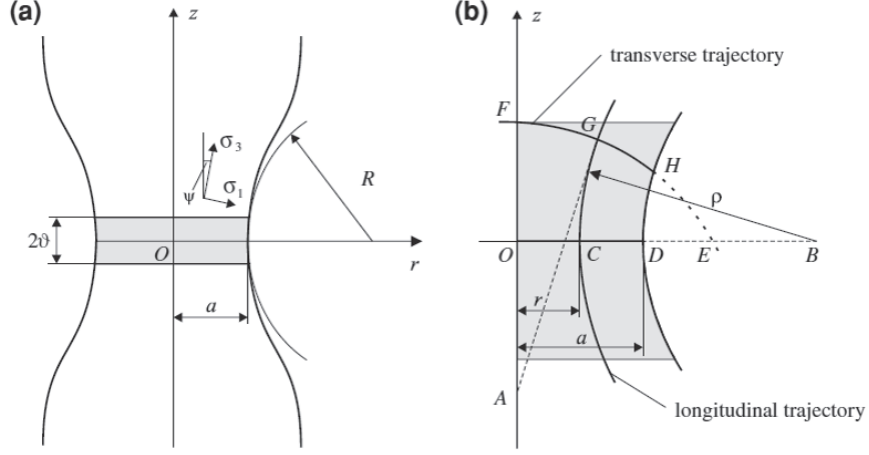 (a)
z
σ3
σ1
ψ
R
2ϑ
O
r
a
(b)
z
transverse trajectory
F
G
H
ρ
O
C
D
E
B
r
a
A
longitudinal trajectory